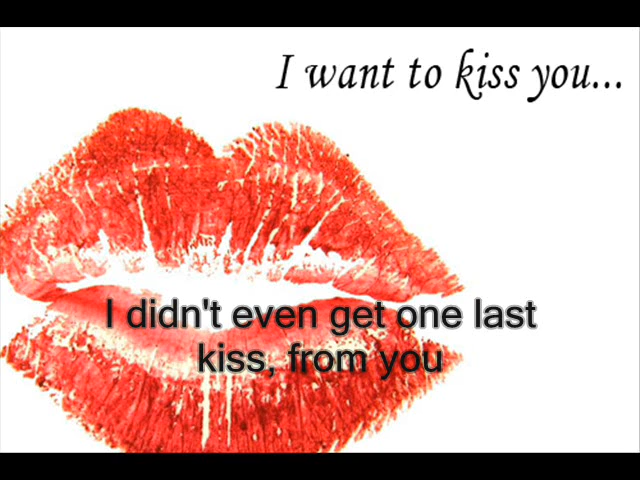 I want to kiss you...
I didn't even get one last
kiss, from you